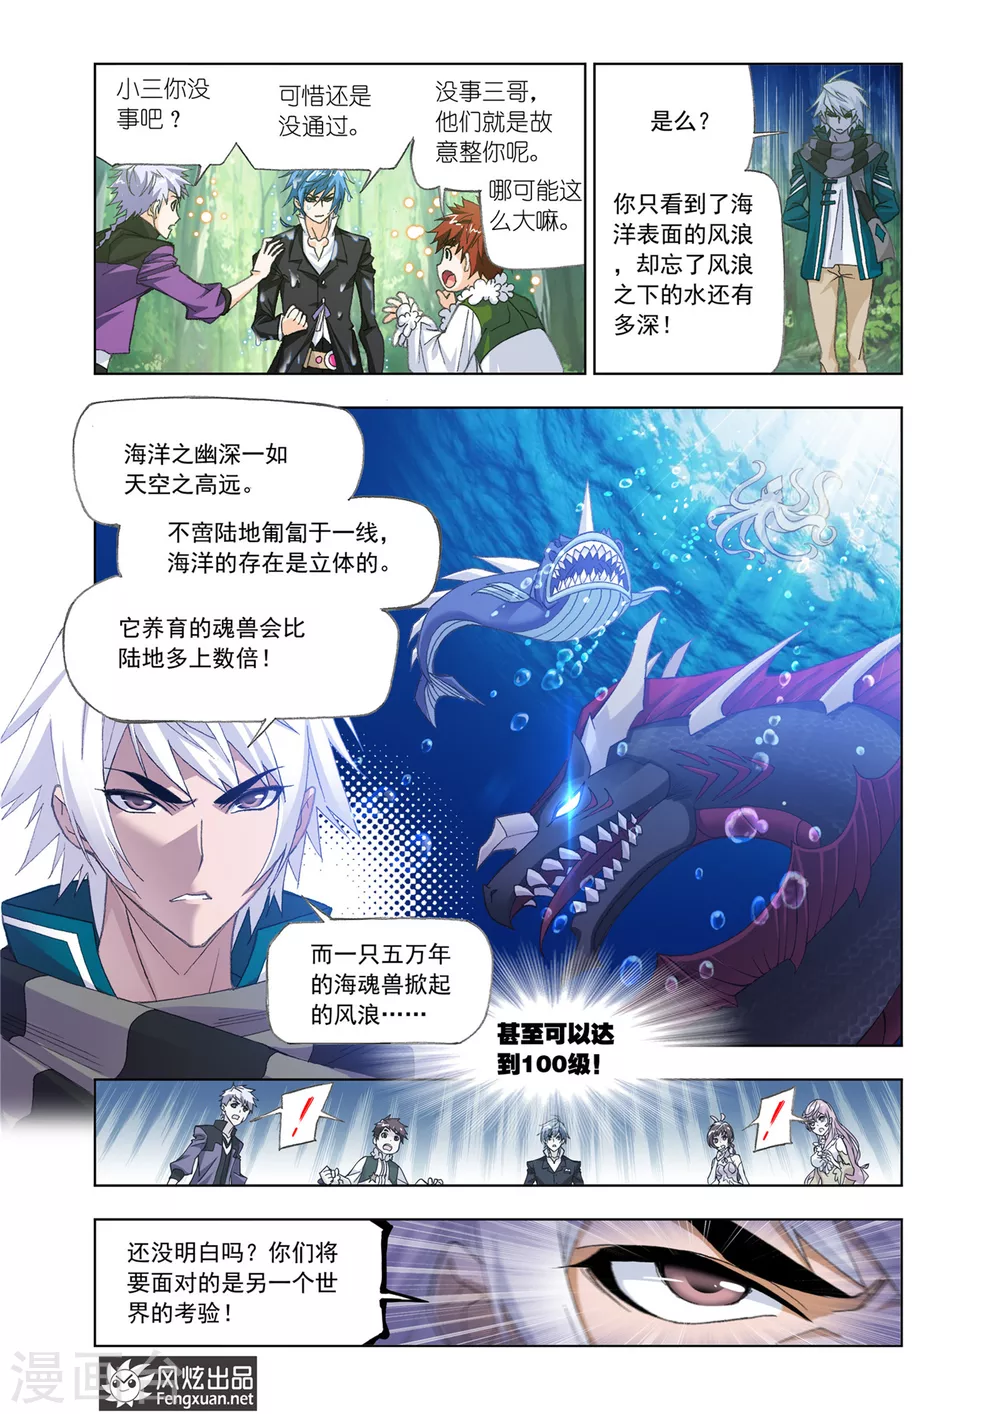 小三你没
事吧？
可惜还是
没通过。
没事三哥，
他们就是故
意整你呢。
哪可能这
么大嘛。
是么？
你只看到了海
洋表面的风浪
，却忘了风浪
之下的水还有
多深！
海洋之幽深一如
天空之高远。
不啻陆地匍匐于一线，
海洋的存在是立体的。
它养育的魂兽会比
陆地多上数倍！
而一只五万年
的海魂兽掀起
的风浪……
甚至可以达
到100级！
！
！
还没明白吗？你们将
要面对的是另一个世
界的考验！
漫画台
风炫出品
Fengxuan.net